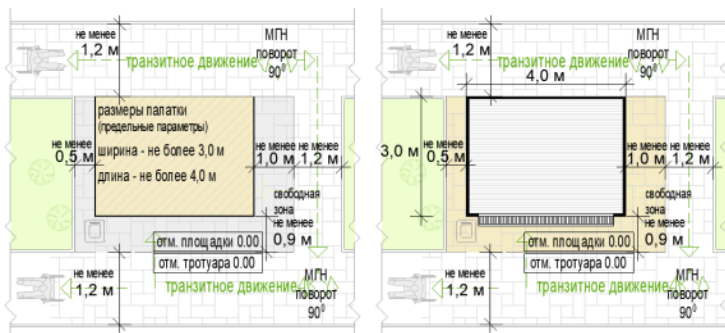 не менее
1,2 м
МГН
поворот
90⁰
транзитное движение
размеры палатки
(предельные параметры)
ширина - не более 3,0 м
длина - не более 4,0 м
не менее
0,5 м
не менее
1,0 м
не менее
1,2 м
свободная
зона
не менее
0,9 м
отм. площадки 0.00
отм. тротуара 0.00
не менее
1,2 м
транзитное движение
МГН
поворот
90⁰
не менее
1,2 м
МГН
поворот
90⁰
транзитное движение
4,0 м
3,0 м
не менее
0,5 м
не менее
1,0 м
не менее
1,2 м
свободная
зона
не менее
0,9 м
отм. площадки 0.00
отм. тротуара 0.00
не менее
1,2 м
транзитное движение
МГН
поворот
90⁰